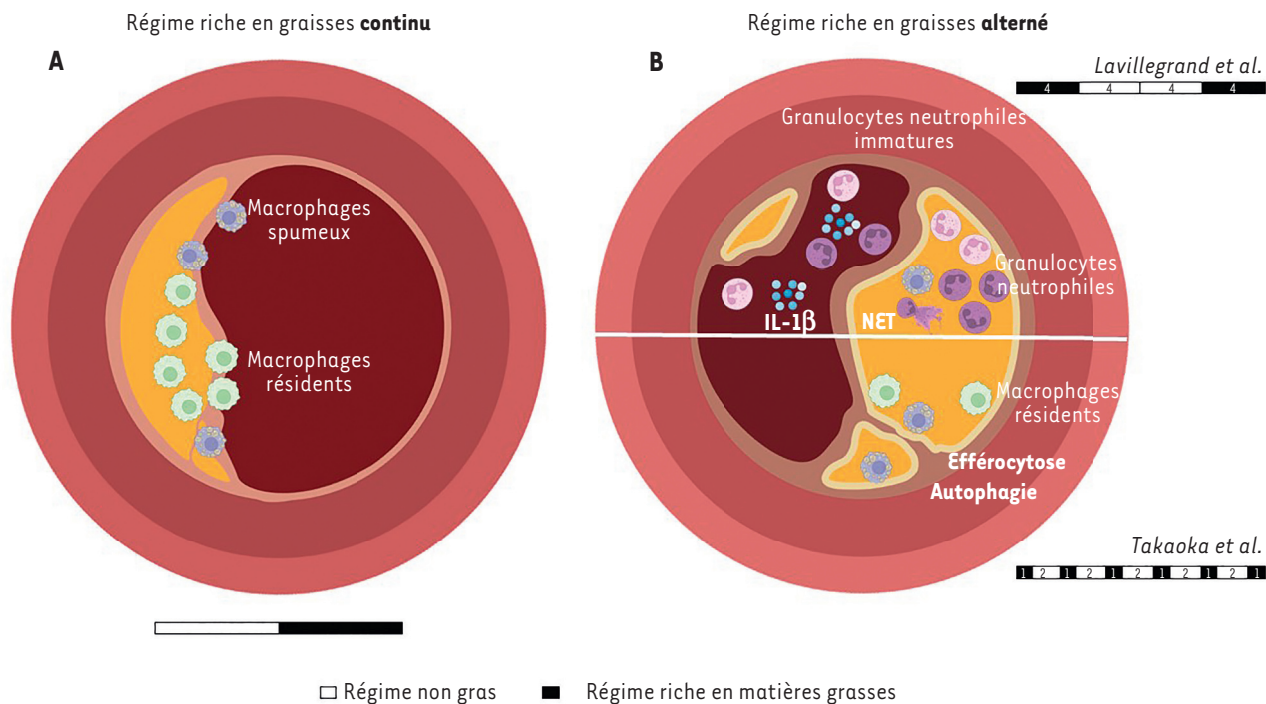 Régime riche en graisses continu
Régime riche en graisses alterné
A
Macrophages
spumeux
Macrophages
résidents
B
Lavillegrand et al.
4 4 4 4
Granulocytes neutrophiles
immatures
Granulocytes
neutrophiles
IL-1β
NET
Macrophages
résidents
Efférocytose
Autophagie
Takaoka et al.
1 2 1 2 1 2 1 2 1 2 1
Régime non gras
Régime riche en matières grasses